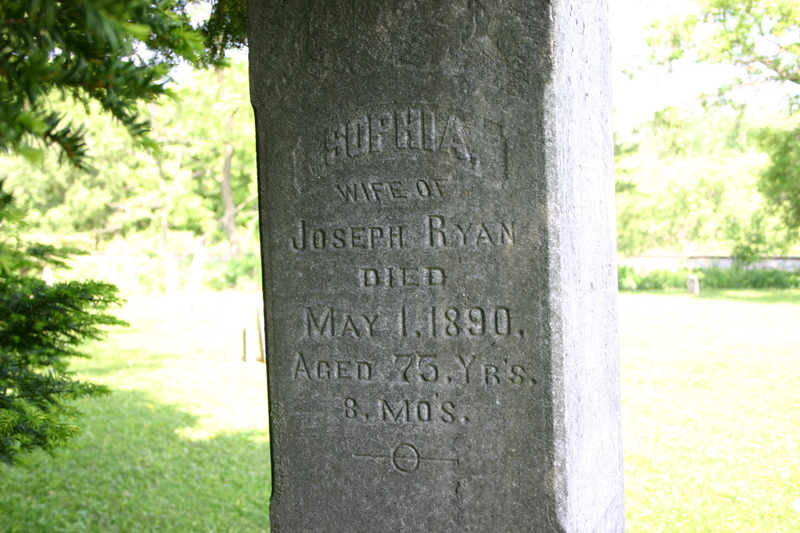 SOPHIA,
WIFE OF
JOSEPH RYAN
DIED
MAY 1, 1890,
AGED 75, YR'S.
8, MO'S.